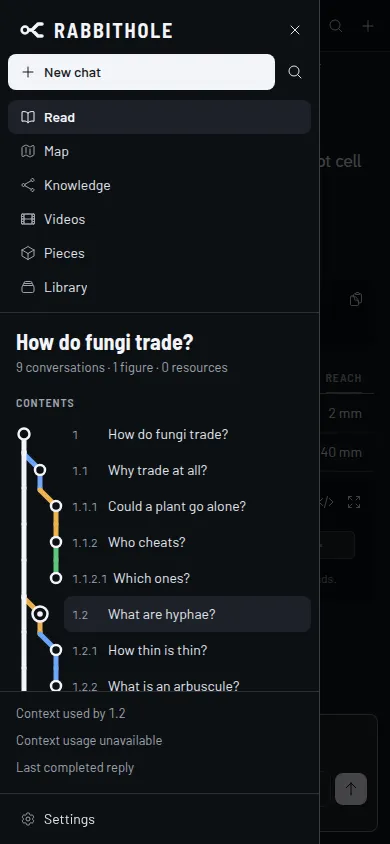 RABBITHOLE
New chat
Read
Map
Knowledge
Videos
Pieces
Library
How do fungi trade?
9 conversations · 1 figure · 0 resources
CONTENTS
1 How do fungi trade?
1.1 Why trade at all?
1.1.1 Could a plant go alone?
1.1.2 Who cheats?
1.1.2.1 Which ones?
1.2 What are hyphae?
1.2.1 How thin is thin?
1.2.2 What is an arbuscule?
Context used by 1.2
Context usage unavailable
Last completed reply
Settings
cell
REACH
2 mm
40 mm
ds.